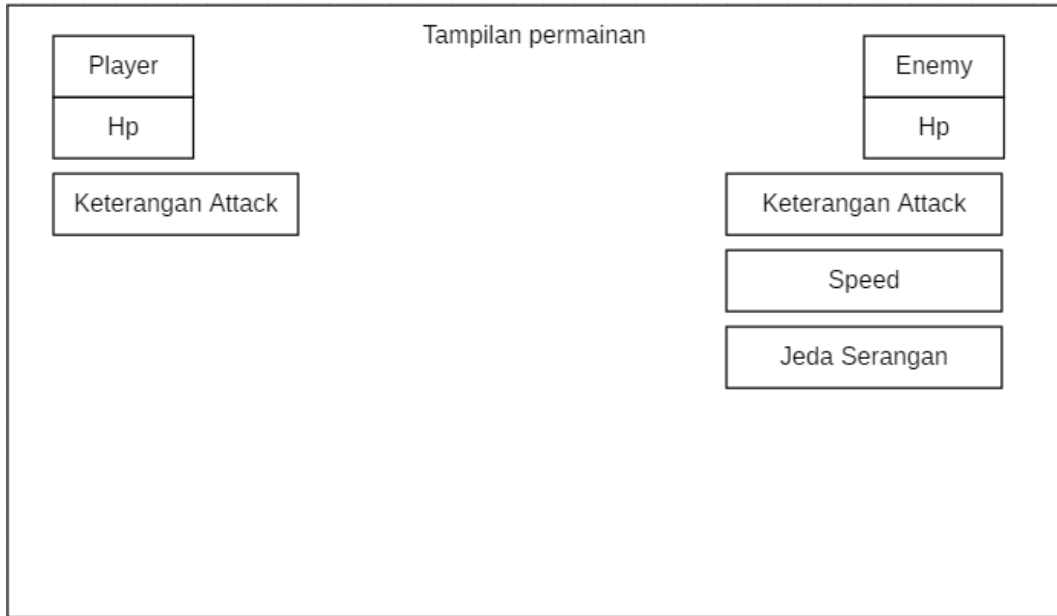 Tampilan permainan
Player
Hp
Keterangan Attack
Enemy
Hp
Keterangan Attack
Speed
Jeda Serangan